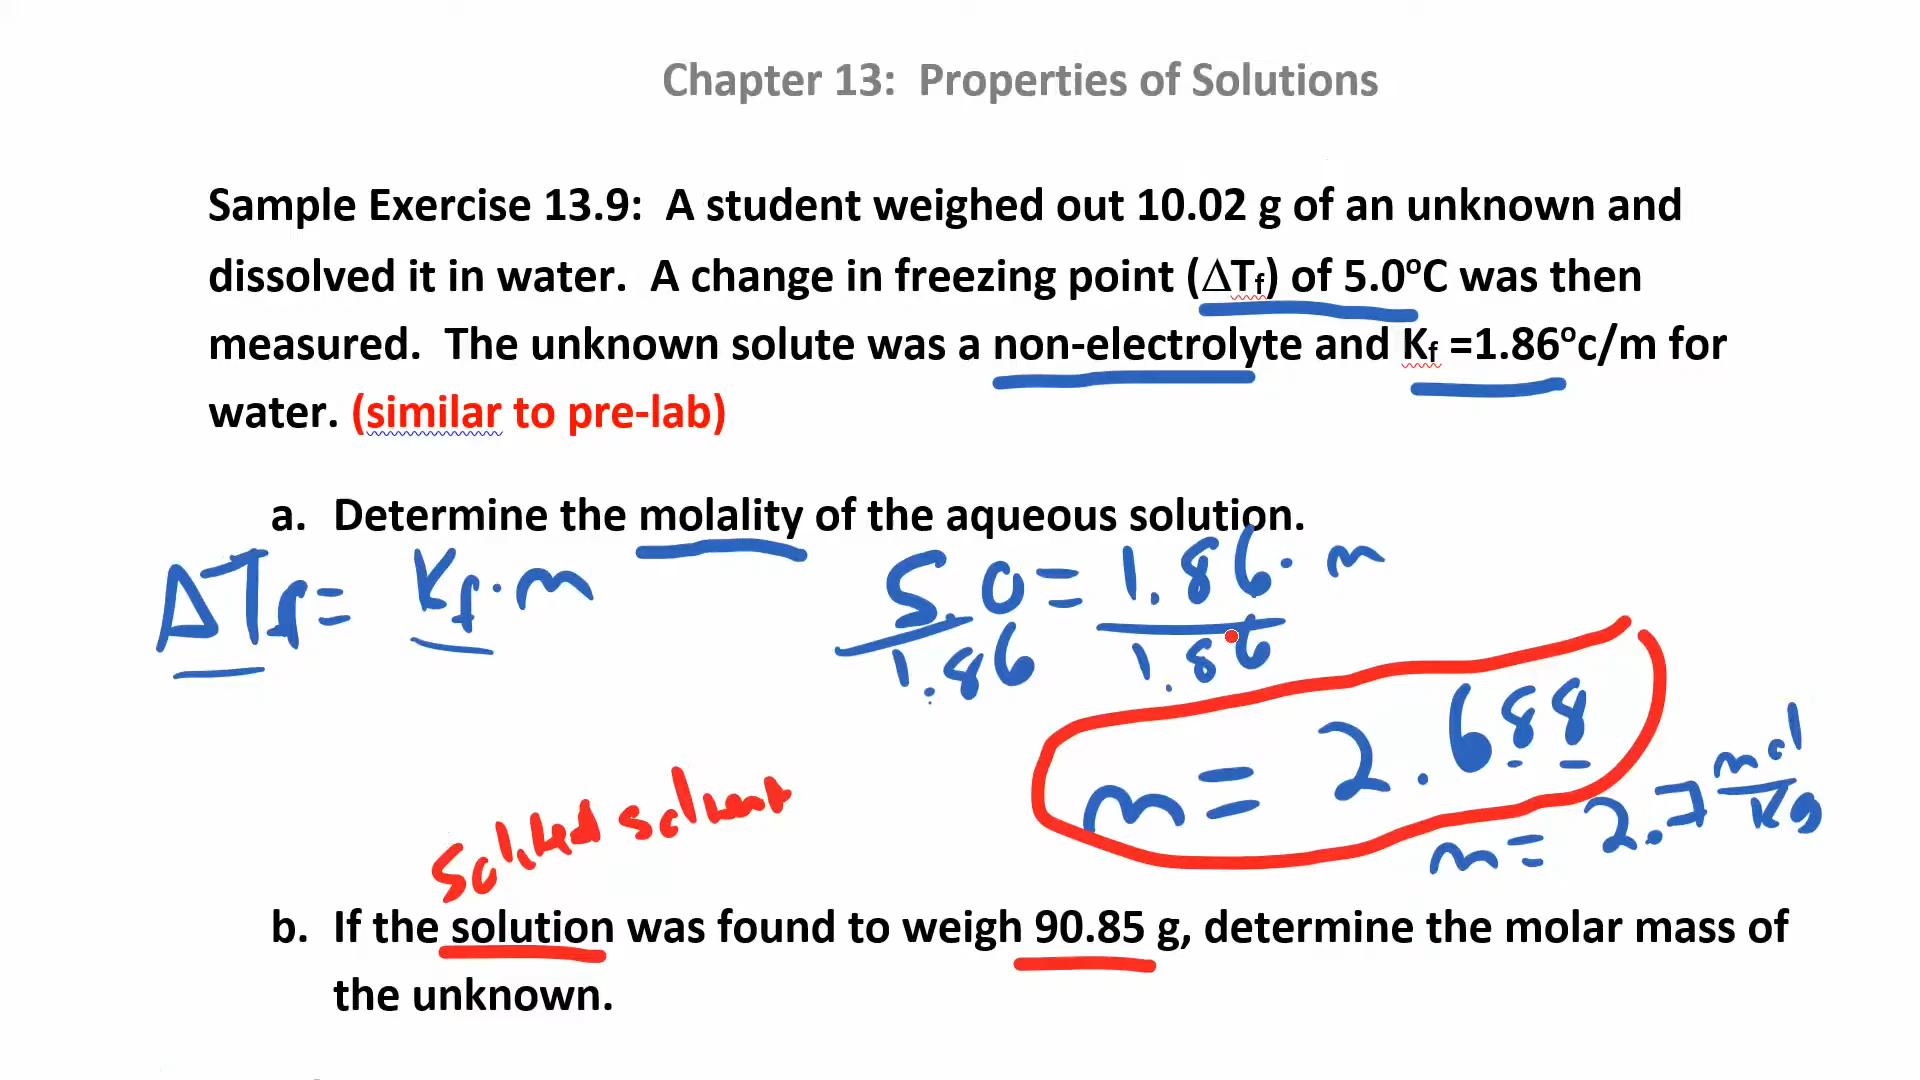 Chapter 13: Properties of Solutions
Sample Exercise 13.9: A student weighed out 10.02 g of an unknown and
dissolved it in water. A change in freezing point (ΔTf) of 5.0°C was then
measured. The unknown solute was a non-electrolyte and Kf =1.86°c/m for
water. (similar to pre-lab)
a. Determine the molality of the aqueous solution.
ΔTf = Kf · m
5.0 = 1.86 · m
1.86 1.86
m = 2.688
m = 2.7 mol/Kg
solvent
b. If the solution was found to weigh 90.85 g, determine the molar mass of
the unknown.